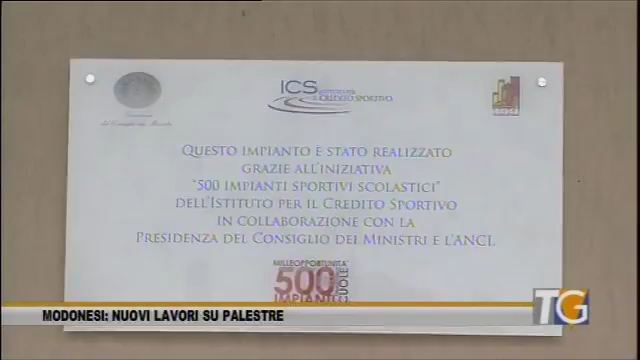 ICS
ISTITUTO PER IL
CREDITO SPORTIVO
QUESTO IMPIANTO È STATO REALIZZATO
GRAZIE ALL'INIZIATIVA
"500 IMPIANTI SPORTIVI SCOLASTICI"
DELL'ISTITUTO PER IL CREDITO SPORTIVO
IN COLLABORAZIONE CON LA
PRESIDENZA DEL CONSIGLIO DEI MINISTRI E L'ANCI.
MILLEOPPORTUNITA'
500
IMPIANTI
MODONESI: NUOVI LAVORI SU PALESTRE
TG